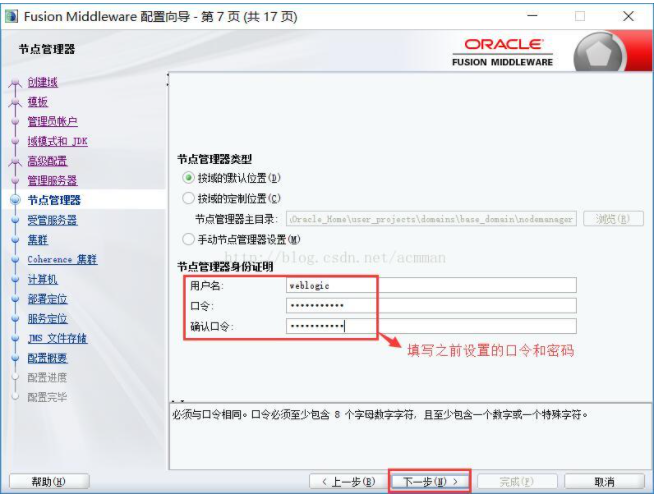 Fusion Middleware 配置向导 - 第 7 页 (共 17 页)
节点管理器
ORACLE
FUSION MIDDLEWARE
创建域
模板
管理员帐户
域模式和 JDK
高级配置
管理服务器
节点管理器
受管服务器
集群
Coherence 集群
计算机
部署定位
服务定位
JMS 文件存储
配置概要
配置进度
配置完毕
节点管理器类型
按域的默认位置(D)
按域的定制位置(C)
节点管理器主目录: :Oracle_Home\user_projects\domains\base_domain\nodemanager 浏览(R)
手动节点管理器设置(M)
http://blog.csdn.net/acmman
节点管理器身份证明
用户名: weblogic
口令: •••••••••••
确认口令: •••••••••••
填写之前设置的口令和密码
必须与口令相同。口令必须至少包含 8 个字母数字字符, 且至少包含一个数字或一个特殊字符。
帮助(H) < 上一步(B) 下一步(N) > 完成(F) 取消